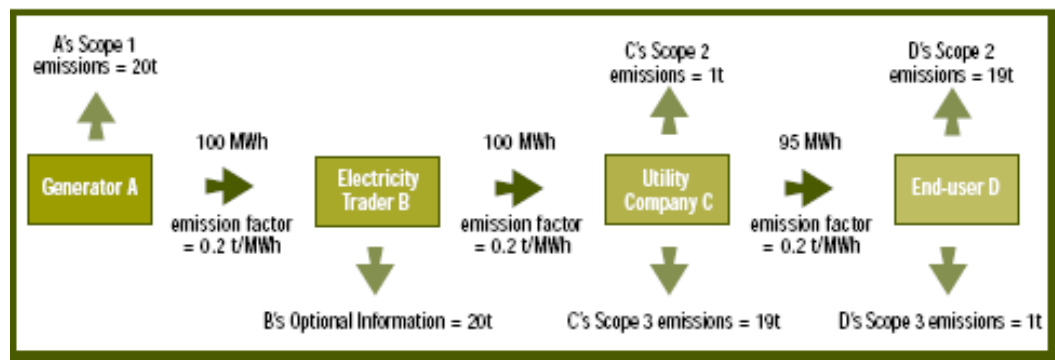 A's Scope 1
emissions = 20t
C's Scope 2
emissions = 1t
D's Scope 2
emissions = 19t
100 MWh
100 MWh
95 MWh
Generator A
Electricity
Trader B
Utility
Company C
End-user D
emission factor
= 0.2 t/MWh
emission factor
= 0.2 t/MWh
emission factor
= 0.2 t/MWh
B's Optional Information = 20t
C's Scope 3 emissions = 19t
D's Scope 3 emissions = 1t